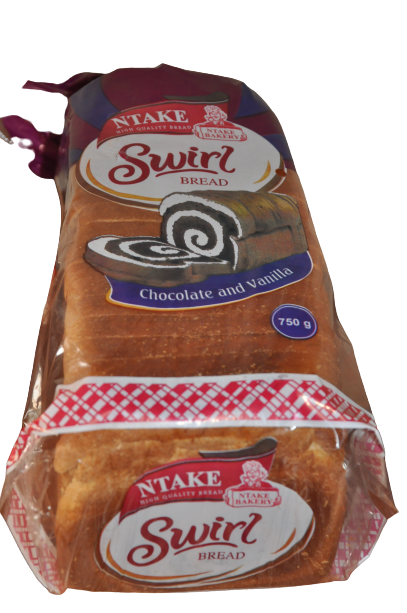 NTAKE
HIGH QUALITY BREAD
NTAKE
BAKERY
Swirl
BREAD
Chocolate and Vanilla
750 g
NTAKE
HIGH QUALITY BREAD
NTAKE
BAKERY
Swirl
BREAD